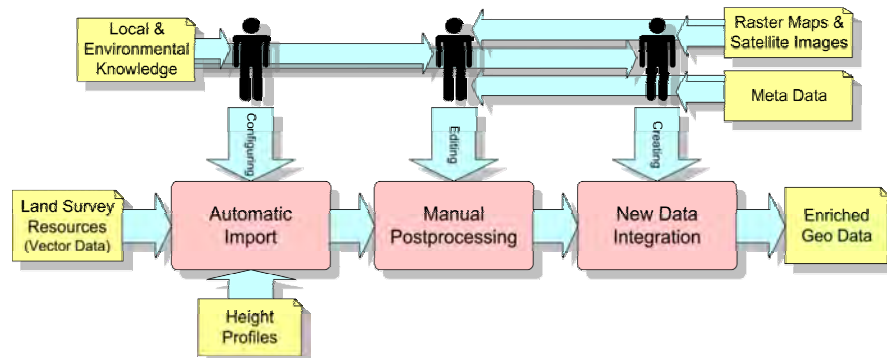 Local &
Environmental
Knowledge
Raster Maps &
Satellite Images
Meta Data
Configuring
Editing
Creating
Land Survey
Resources
(Vector Data)
Automatic
Import
Manual
Postprocessing
New Data
Integration
Enriched
Geo Data
Height
Profiles